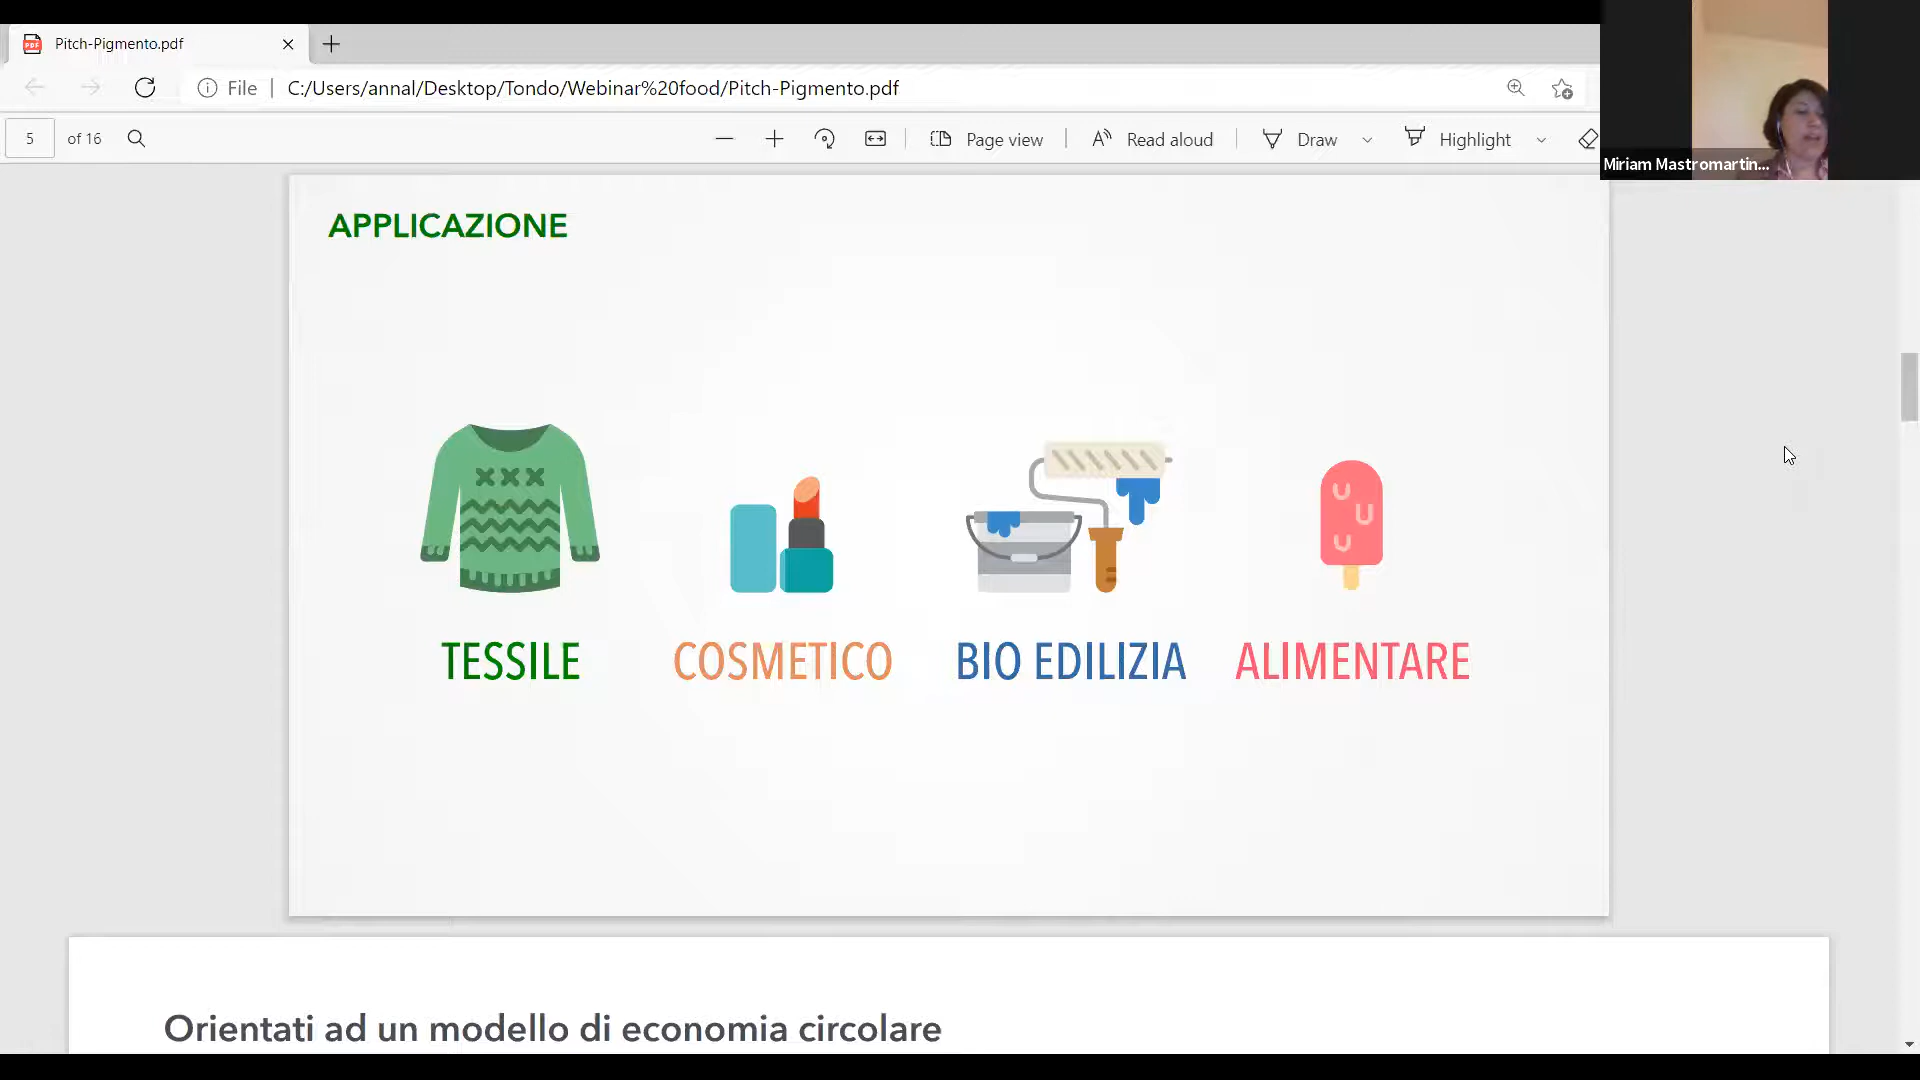 Pitch-Pigmento.pdf
File
C:/Users/annal/Desktop/Tondo/Webinar%20food/Pitch-Pigmento.pdf
5 of 16
Page view
Read aloud
Draw
Highlight
Miriam Mastromartin...
APPLICAZIONE
TESSILE
COSMETICO
BIO EDILIZIA
ALIMENTARE
Orientati ad un modello di economia circolare